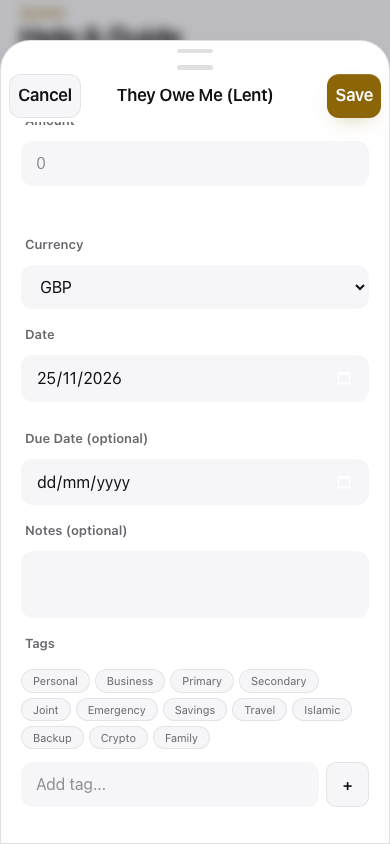 Cancel
They Owe Me (Lent)
Save
Amount
0
Currency
GBP
Date
25/11/2026
Due Date (optional)
dd/mm/yyyy
Notes (optional)
Tags
Personal Business Primary Secondary
Joint Emergency Savings Travel Islamic
Backup Crypto Family
Add tag...
+